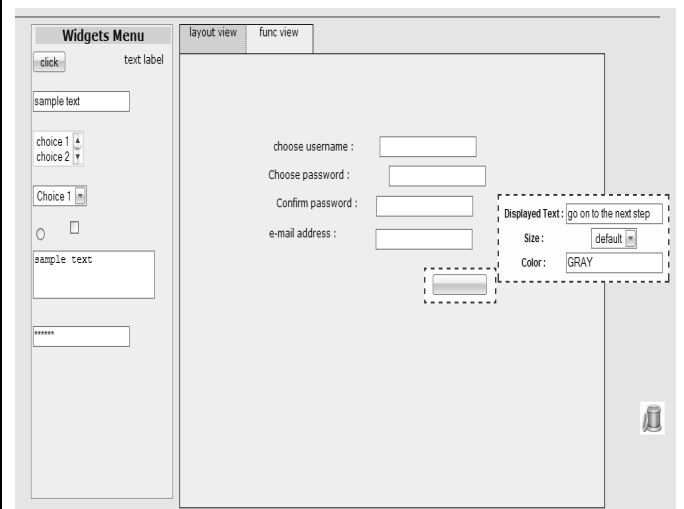 Widgets Menu
layout view
func view
click
text label
sample text
choice 1
choice 2
Choice 1
sample text
******
choose username :
Choose password :
Confirm password :
e-mail address :
Displayed Text : go on to the next step
Size : default
Color : GRAY